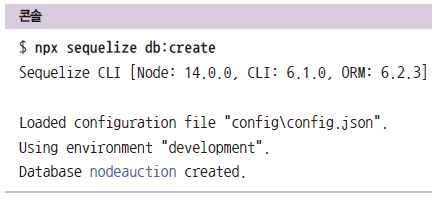 콘솔
$ npx sequelize db:create
Sequelize CLI [Node: 14.0.0, CLI: 6.1.0, ORM: 6.2.3]
Loaded configuration file "config\config.json".
Using environment "development".
Database nodeauction created.